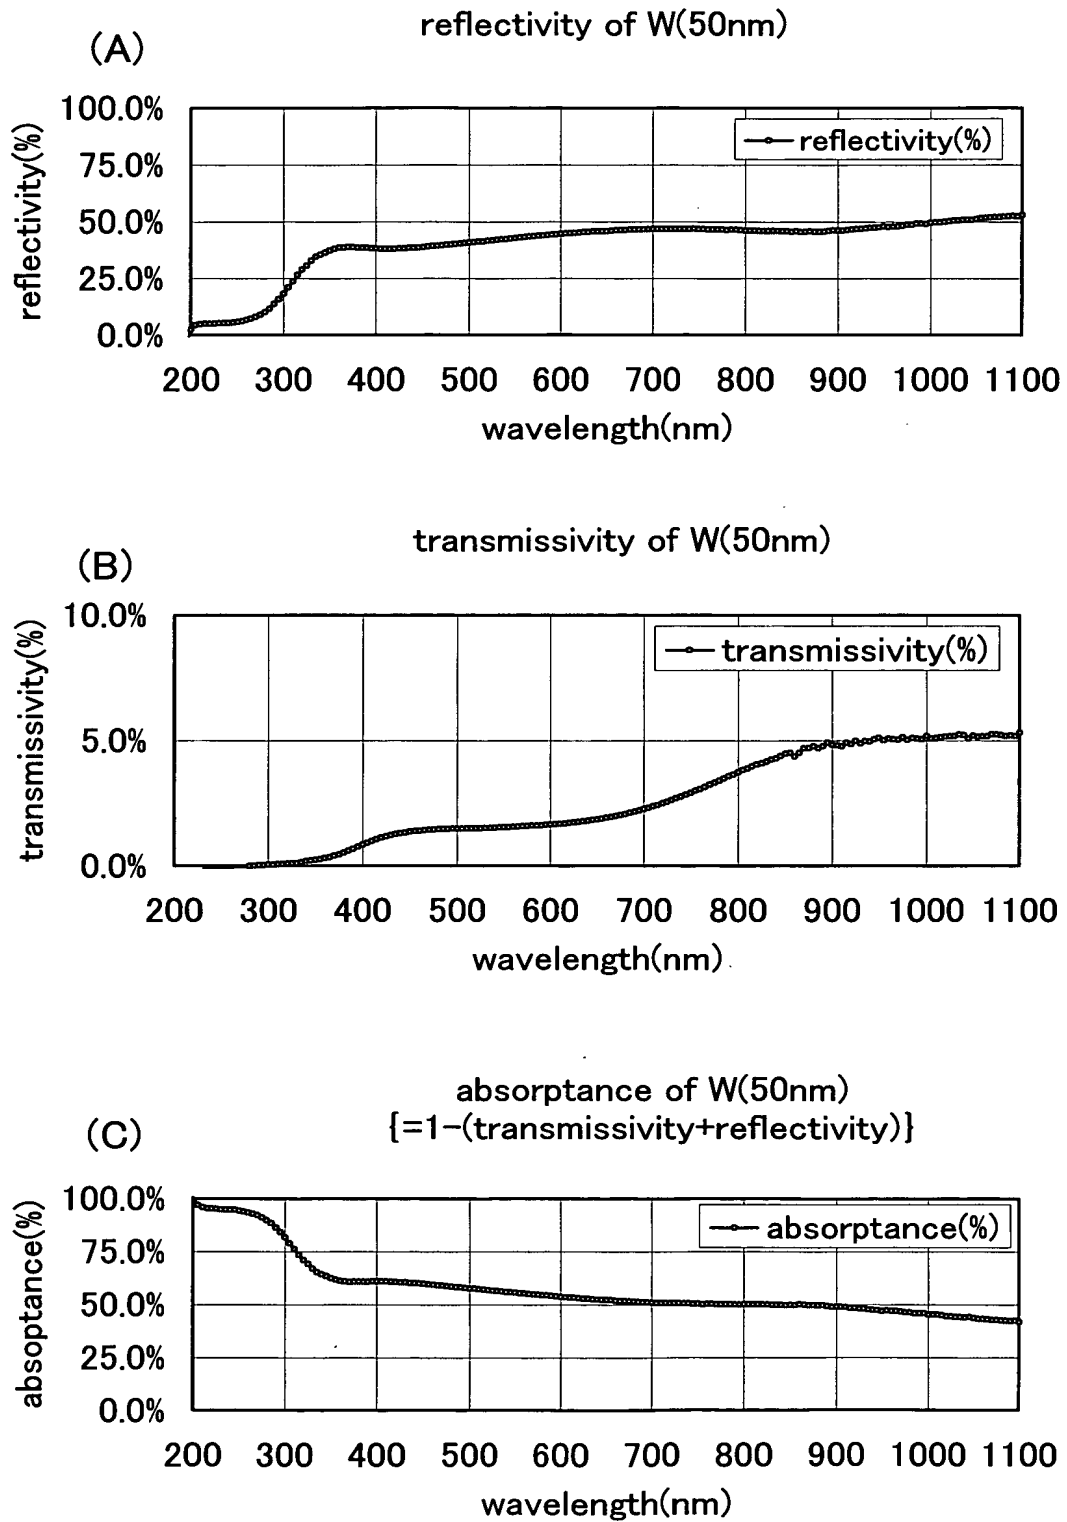 reflectivity of W(50nm)
(A)
100.0%
75.0%
50.0%
25.0%
0.0%
reflectivity(%)
reflectivity(%)
200 300 400 500 600 700 800 900 1000 1100
wavelength(nm)
transmissivity of W(50nm)
(B)
10.0%
5.0%
0.0%
transmissivity(%)
transmissivity(%)
200 300 400 500 600 700 800 900 1000 1100
wavelength(nm)
absorptance of W(50nm)
{=1-(transmissivity+reflectivity)}
(C)
100.0%
75.0%
50.0%
25.0%
0.0%
absoptance(%)
absorptance(%)
200 300 400 500 600 700 800 900 1000 1100
wavelength(nm)